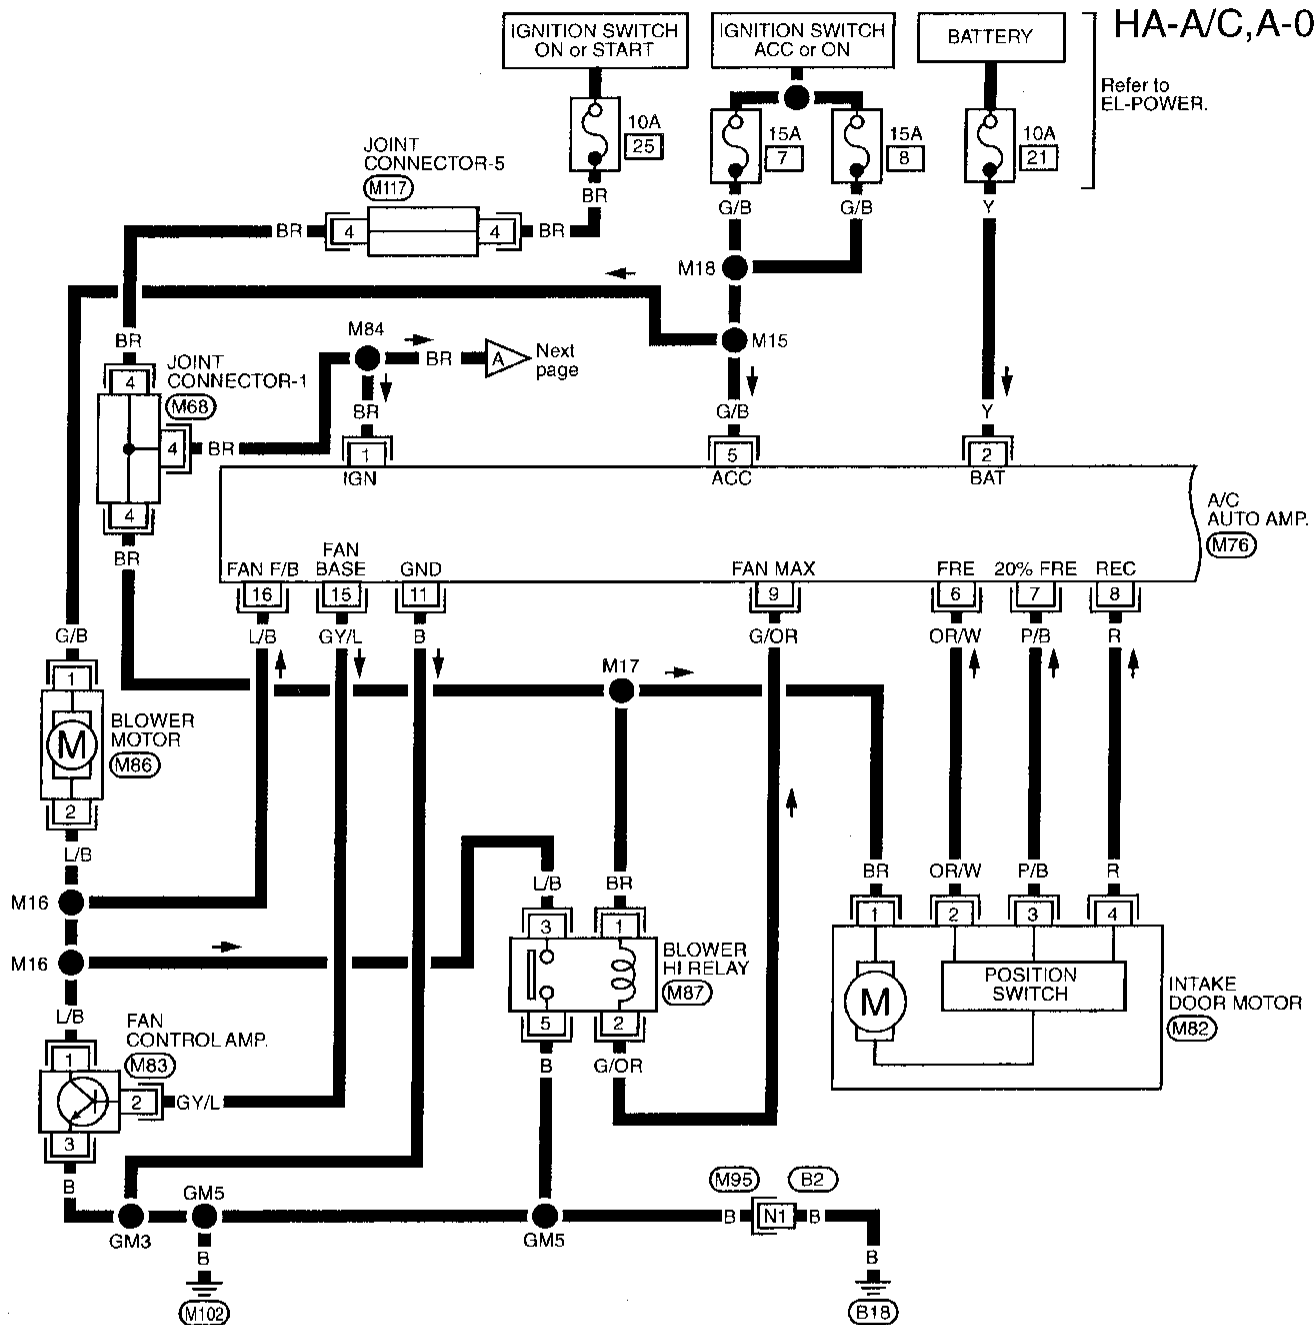 HA-A/C,A-0
IGNITION SWITCH
ON or START
IGNITION SWITCH
ACC or ON
BATTERY
Refer to
EL-POWER.
10A
25
15A
7
15A
8
10A
21
JOINT
CONNECTOR-5
M117
BR
G/B
G/B
Y
BR
4
4
BR
M18
M15
M84
BR
BR
A
Next
page
JOINT
CONNECTOR-1
M68
4
4
BR
BR
G/B
Y
1
5
2
IGN
ACC
BAT
4
BR
A/C
AUTO AMP.
M76
FAN F/B
FAN
BASE
GND
FAN MAX
FRE
20% FRE
REC
16
15
11
9
6
7
8
G/B
L/B
GY/L
B
G/OR
OR/W
P/B
R
M17
1
BLOWER
MOTOR
M86
M
2
L/B
L/B
BR
BR
OR/W
P/B
R
M16
3
1
1
2
3
4
M16
BLOWER
HI RELAY
M87
M
POSITION
SWITCH
INTAKE
DOOR MOTOR
M82
L/B
FAN
CONTROL AMP.
M83
5
2
1
B
G/OR
2
GY/L
3
B
GM5
M95
B2
B
N1
B
GM3
GM5
B
B
M102
B18